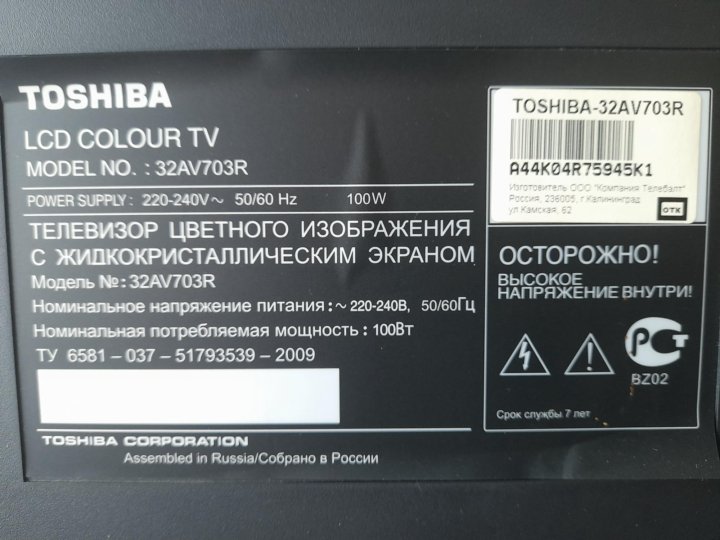 TOSHIBA
LCD COLOUR TV
MODEL NO. : 32AV703R
POWER SUPPLY: 220-240V~ 50/60 Hz 100W
ТЕЛЕВИЗОР ЦВЕТНОГО ИЗОБРАЖЕНИЯ
С ЖИДКОКРИСТАЛЛИЧЕСКИМ ЭКРАНОМ
Модель №:32AV703R
Номинальное напряжение питания:~ 220-240В, 50/60Гц
Номинальная потребляемая мощность: 100Вт
ТУ 6581 – 037 – 51793539 – 2009
TOSHIBA CORPORATION
Assembled in Russia/Собрано в России
TOSHIBA-32AV703R
A44K04R75945K1
Изготовитель ООО "Компания Телебалт"
Россия, 236005, г.Калининград
ул Камская, 62
ОТК
ОСТОРОЖНО!
ВЫСОКОЕ
НАПРЯЖЕНИЕ ВНУТРИ!
РСТ
BZ02
Срок службы 7 лет